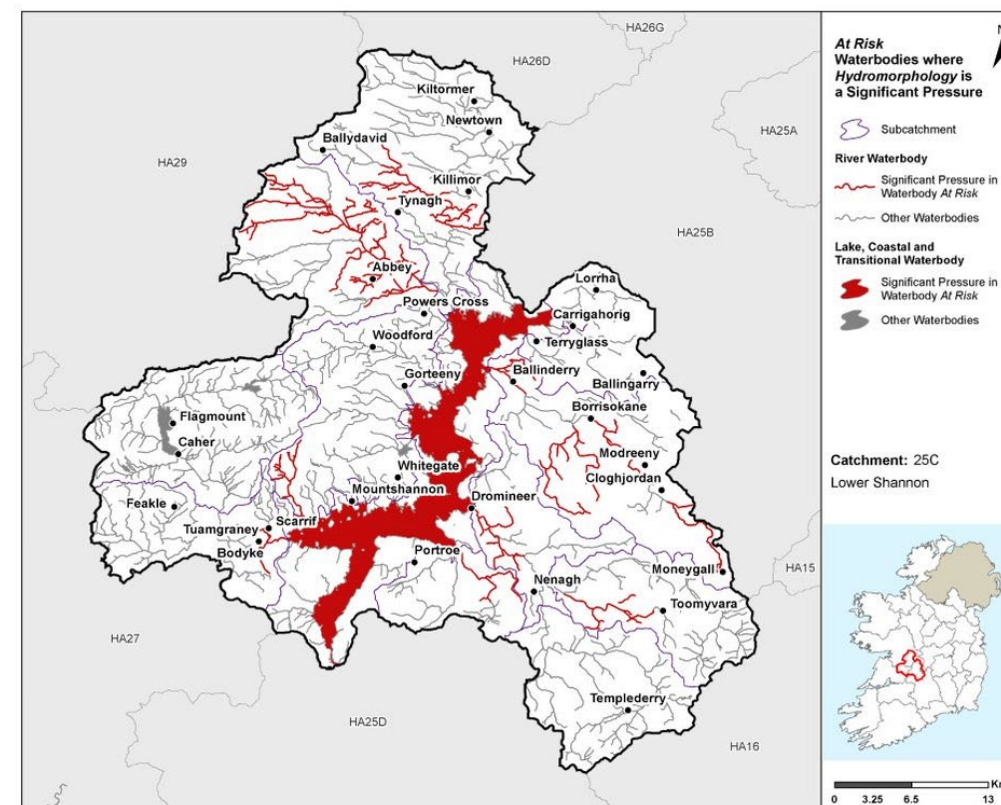 HA26G
HA26D
HA25A
HA29
HA25B
HA27
HA25D
HA15
HA16
Kiltormer
Newtown
Ballydavid
Killimor
Tynagh
Abbey
Lorrha
Powers Cross
Carrigahorig
Woodford
Terryglass
Gorteeny
Ballinderry
Ballingarry
Borrisokane
Flagmount
Caher
Modreeny
Whitegate
Cloghjordan
Mountshannon
Dromineer
Feakle
Scarrif
Tuamgraney
Bodyke
Portroe
Moneygall
Nenagh
Toomyvara
Templederry
N
At Risk
Waterbodies where
Hydromorphology is
a Significant Pressure
Subcatchment
River Waterbody
Significant Pressure in
Waterbody At Risk
Other Waterbodies
Lake, Coastal and
Transitional Waterbody
Significant Pressure in
Waterbody At Risk
Other Waterbodies
Catchment: 25C
Lower Shannon
0 3.25 6.5 13